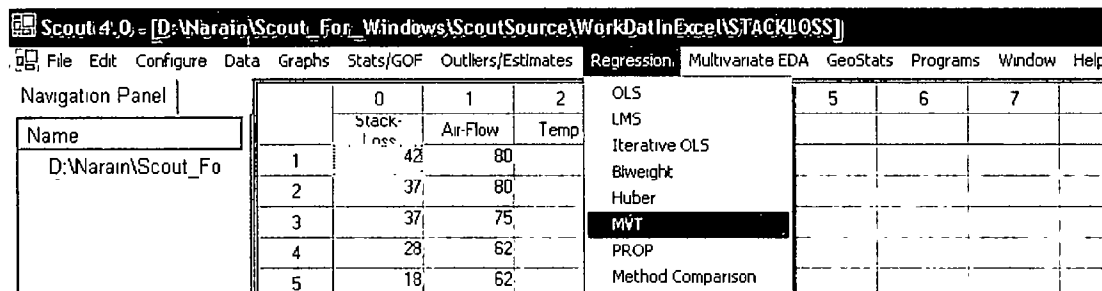 Scout 4.0 - [D:\Narain\Scout_For_Windows\ScoutSource\WorkDatInExcel\STACKLOSS]
File Edit Configure Data Graphs Stats/GOF Outliers/Estimates Regression Multivariate EDA GeoStats Programs Window Help
Navigation Panel
Name
D:\Narain\Scout_Fo
0 1 2 5 6 7
Stack-Loss Air-Flow Temp
1 42 80
2 37 80
3 37 75
4 28 62
5 18 62
OLS
LMS
Iterative OLS
Biweight
Huber
MVT
PROP
Method Comparison